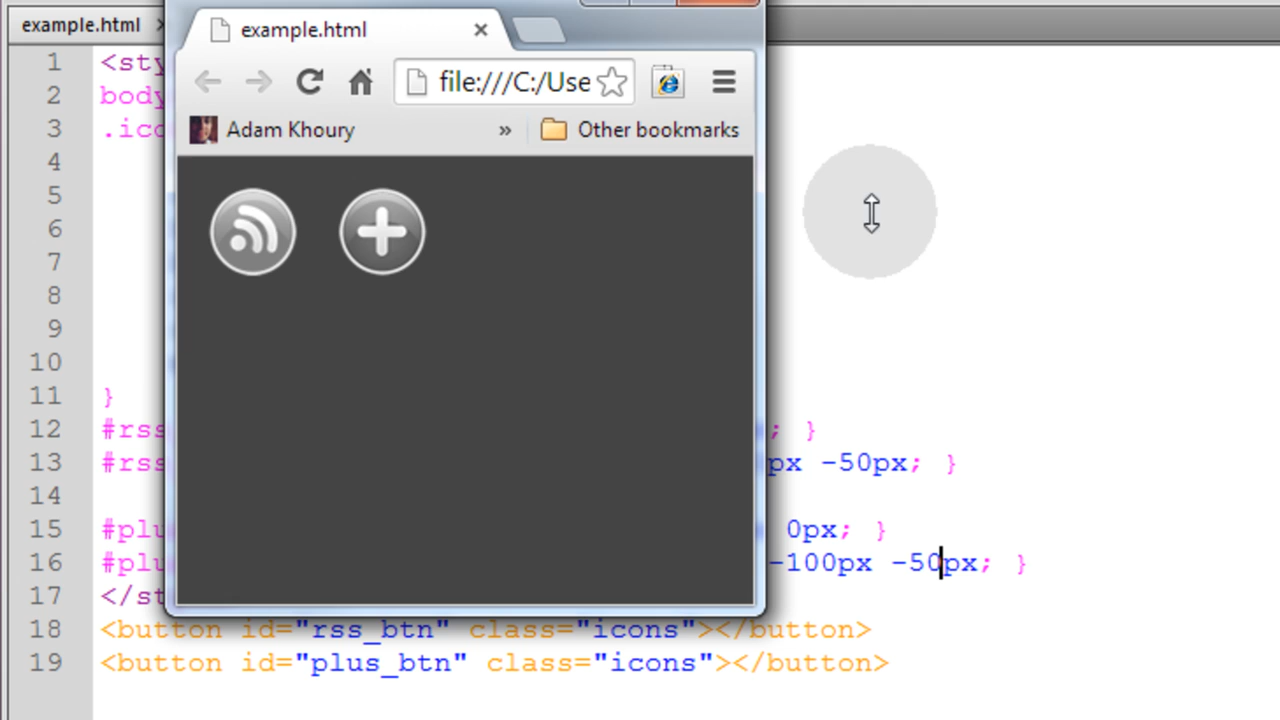 example.html
example.html
file:///C:/Use
Adam Khoury » Other bookmarks
1 <sty
2 body
3 .ico
4
5
6
7
8
9
10
11 }
12 #rss ; }
13 #rss px -50px; }
14
15 #plu 0px; }
16 #plu -100px -50px; }
17 </st
18 <button id="rss_btn" class="icons"></button>
19 <button id="plus_btn" class="icons"></button>